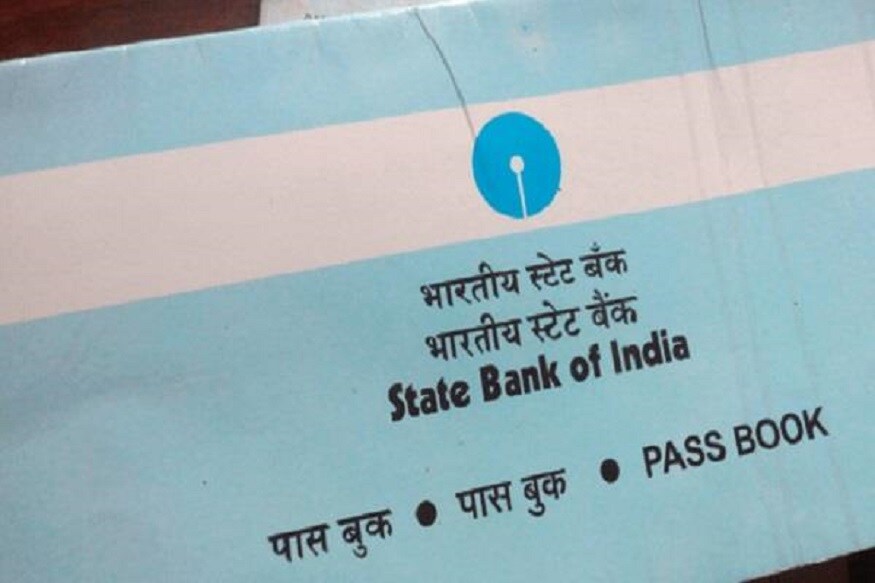 भारतीय स्टेट बँक
भारतीय स्टेट बैंक
State Bank of India
पास बुक ● पास बुक ● PASS BOOK